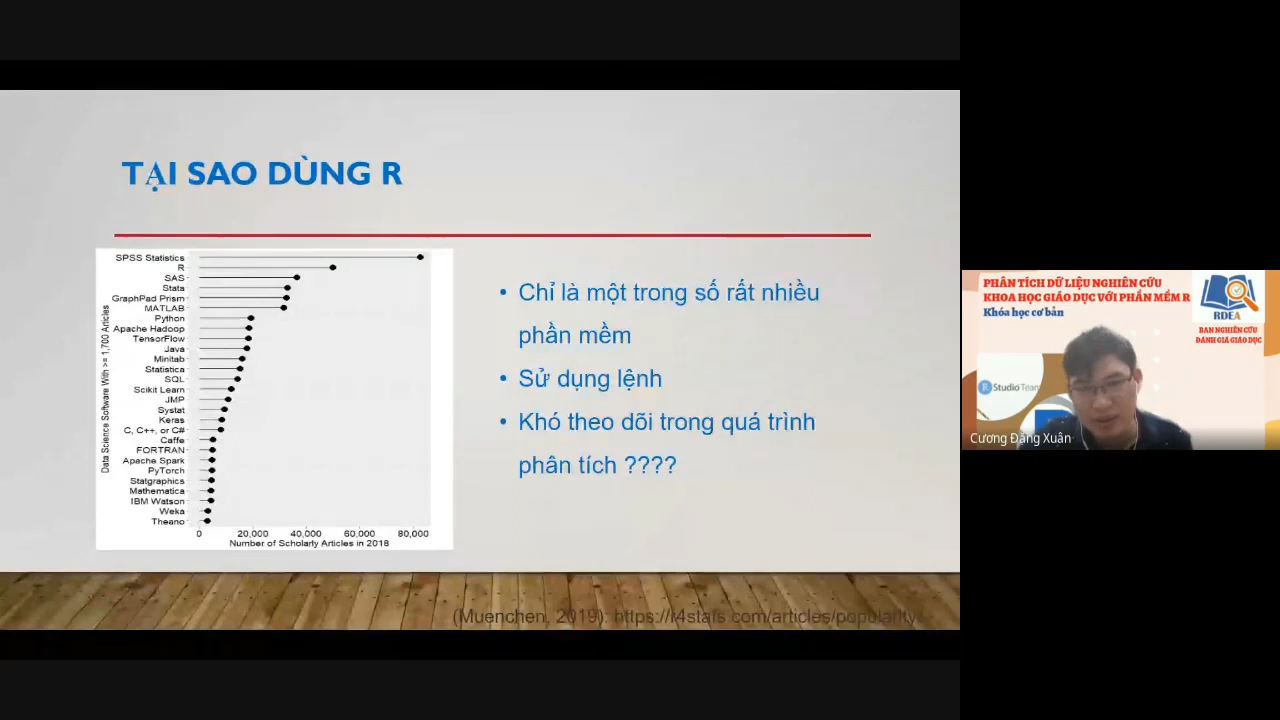 TẠI SAO DÙNG R
Data Science Software With >= 1,700 Articles
SPSS Statistics
R
SAS
Stata
GraphPad Prism
MATLAB
Python
Apache Hadoop
TensorFlow
Java
Minitab
Statistica
SQL
Scikit Learn
JMP
Systat
Keras
C, C++, or C#
Caffe
FORTRAN
Apache Spark
PyTorch
Statgraphics
Mathematica
IBM Watson
Weka
Theano
0 20,000 40,000 60,000 80,000
Number of Scholarly Articles in 2018
• Chỉ là một trong số rất nhiều
phần mềm
• Sử dụng lệnh
• Khó theo dõi trong quá trình
phân tích ????
(Muenchen, 2019): https://r4stats.com/articles/popularity/
PHÂN TÍCH DỮ LIỆU NGHIÊN CỨU
KHOA HỌC GIÁO DỤC VỚI PHẦN MỀM R
Khóa học cơ bản
RDEA
BAN NGHIÊN CỨU
ĐÁNH GIÁ GIÁO DỤC
R Studio Team
Cương Đặng Xuân